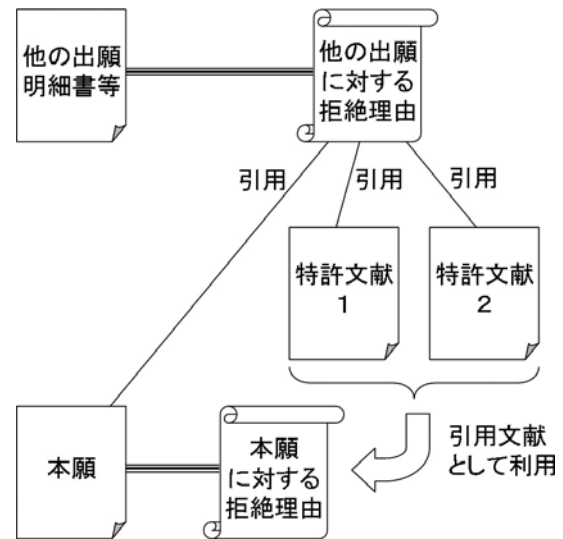 他の出願
明細書等
他の出願
に対する
拒絶理由
引用
引用
引用
特許文献
1
特許文献
2
本願
本願
に対する
拒絶理由
引用文献
として利用